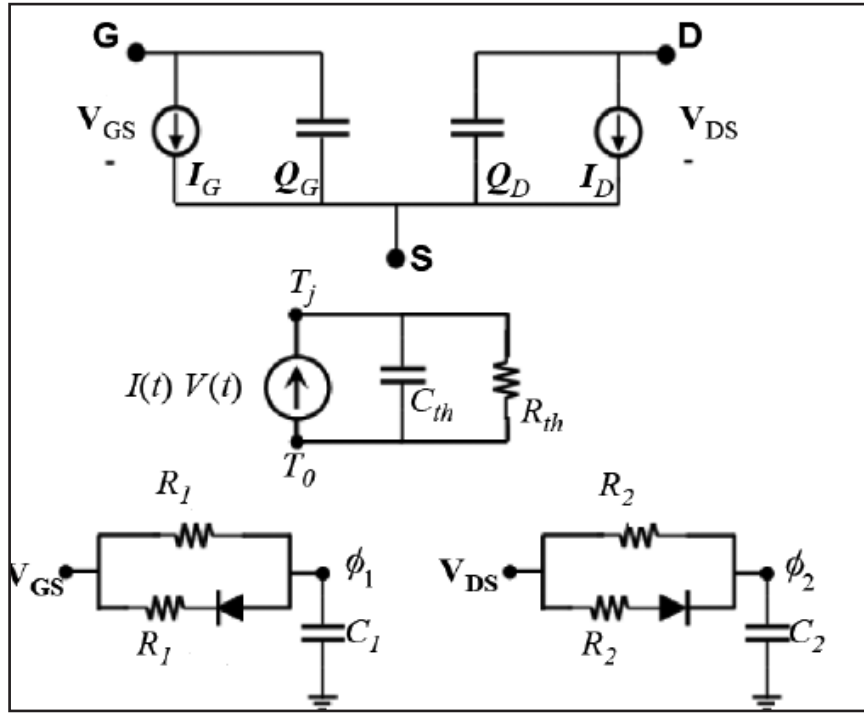 G D
V_GS V_DS
- -
I_G Q_G Q_D I_D
S
T_j
I(t) V(t)
C_th R_th
T_0
R_1 R_2
V_GS ϕ_1 V_DS ϕ_2
R_1 C_1 R_2 C_2